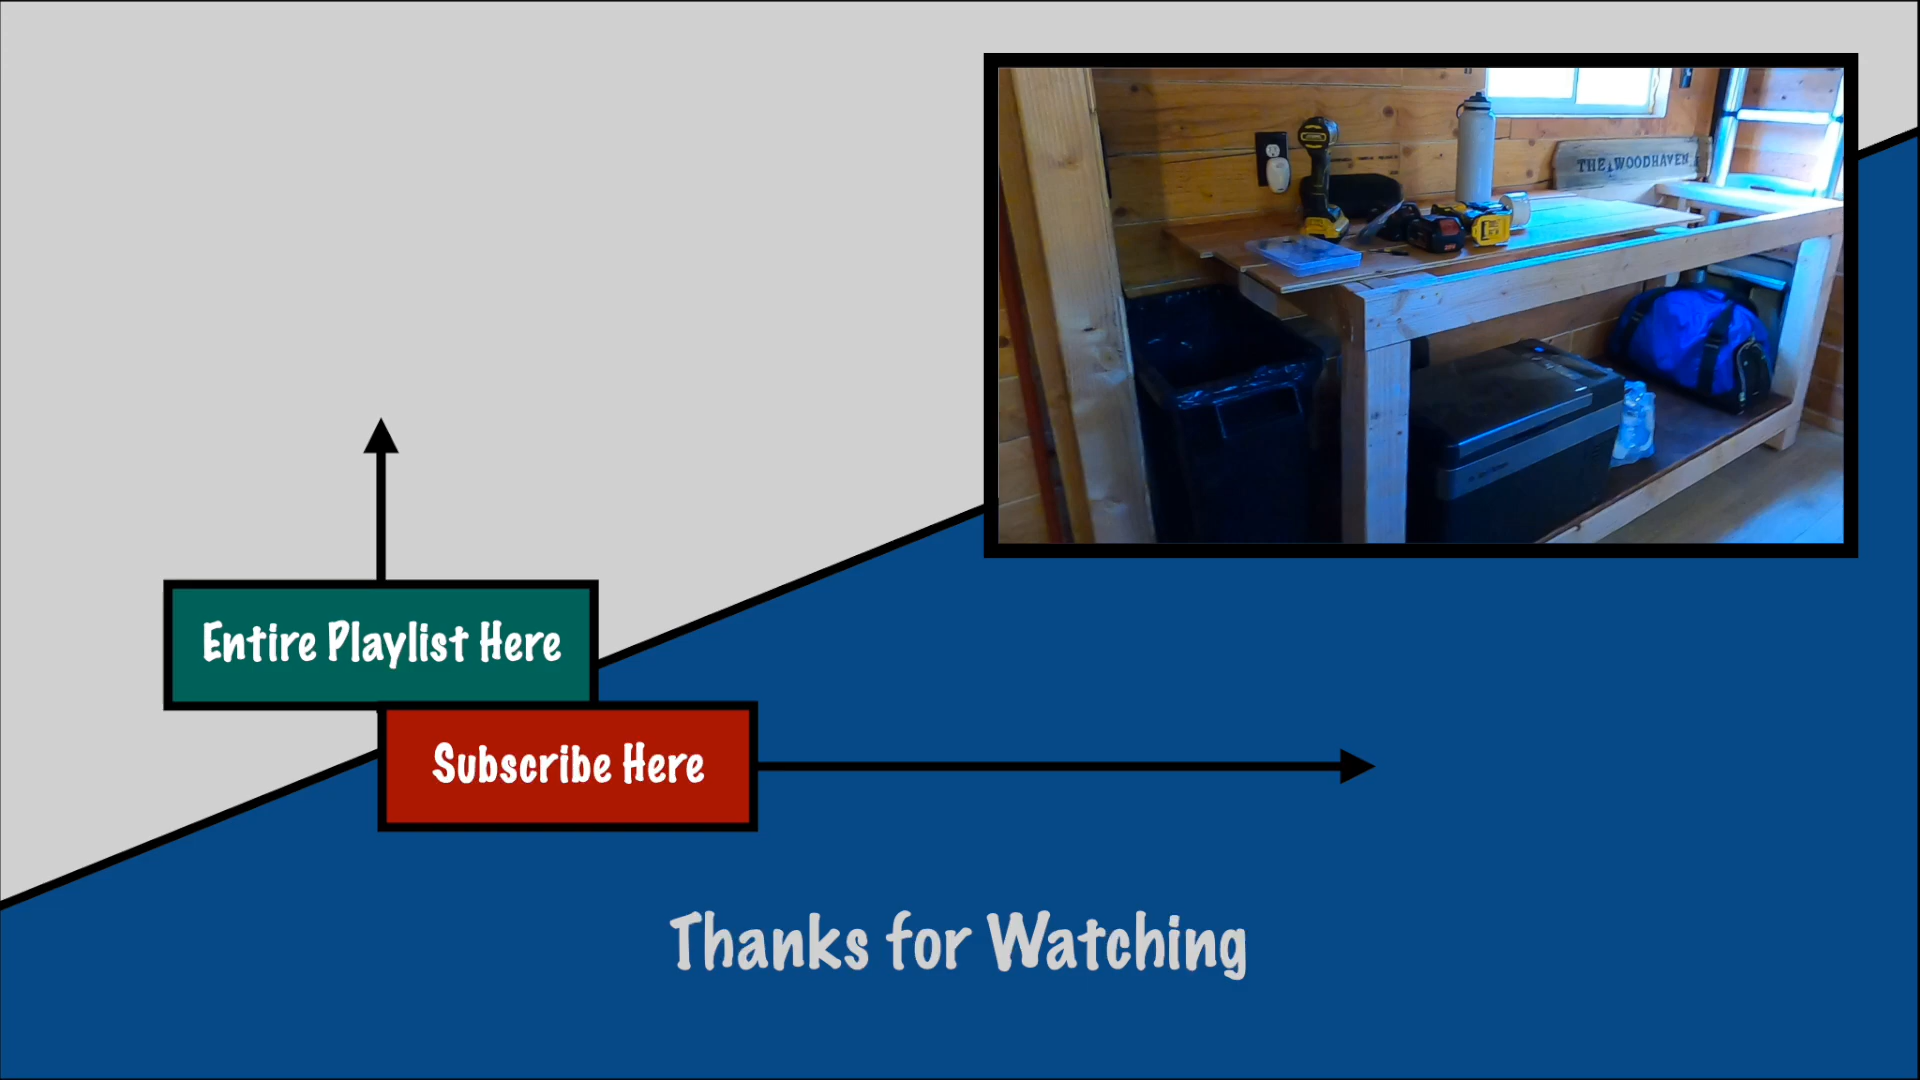 THE WOODHAVEN
Entire Playlist Here
Subscribe Here
Thanks for Watching